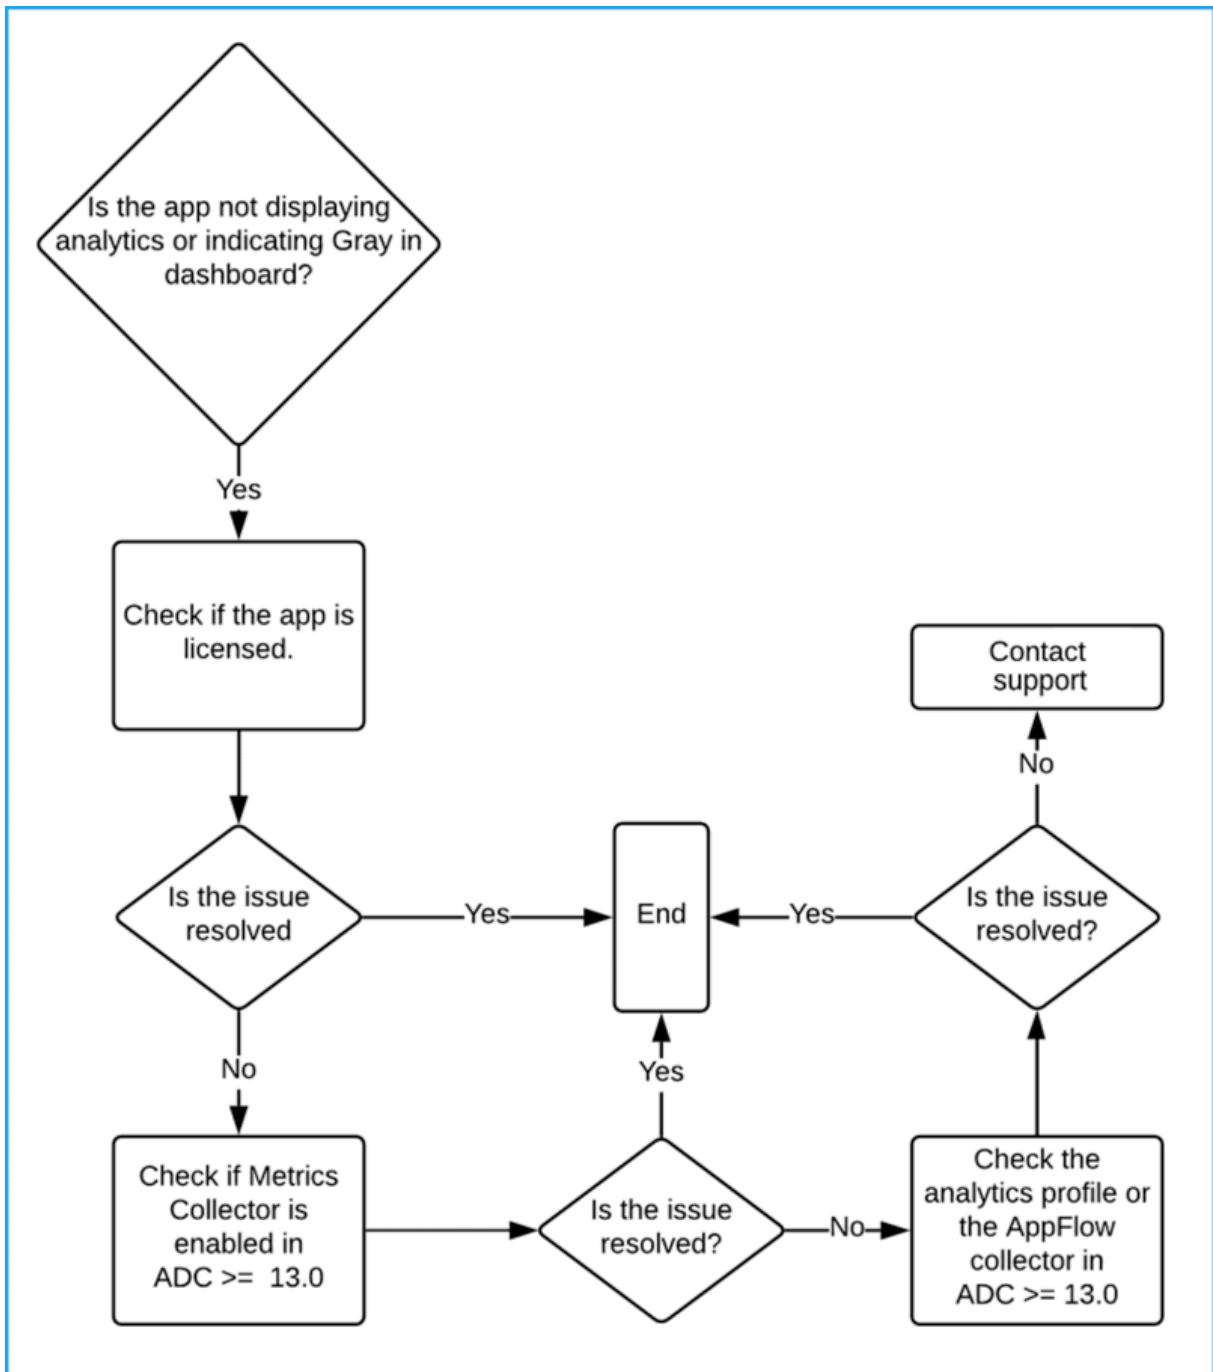 Is the app not displaying
analytics or indicating Gray in
dashboard?
Yes
Check if the app is
licensed.
Is the issue
resolved
Yes
End
No
Check if Metrics
Collector is
enabled in
ADC >= 13.0
Is the issue
resolved?
Yes
No
Check the
analytics profile or
the AppFlow
collector in
ADC >= 13.0
Is the issue
resolved?
Yes
No
Contact
support